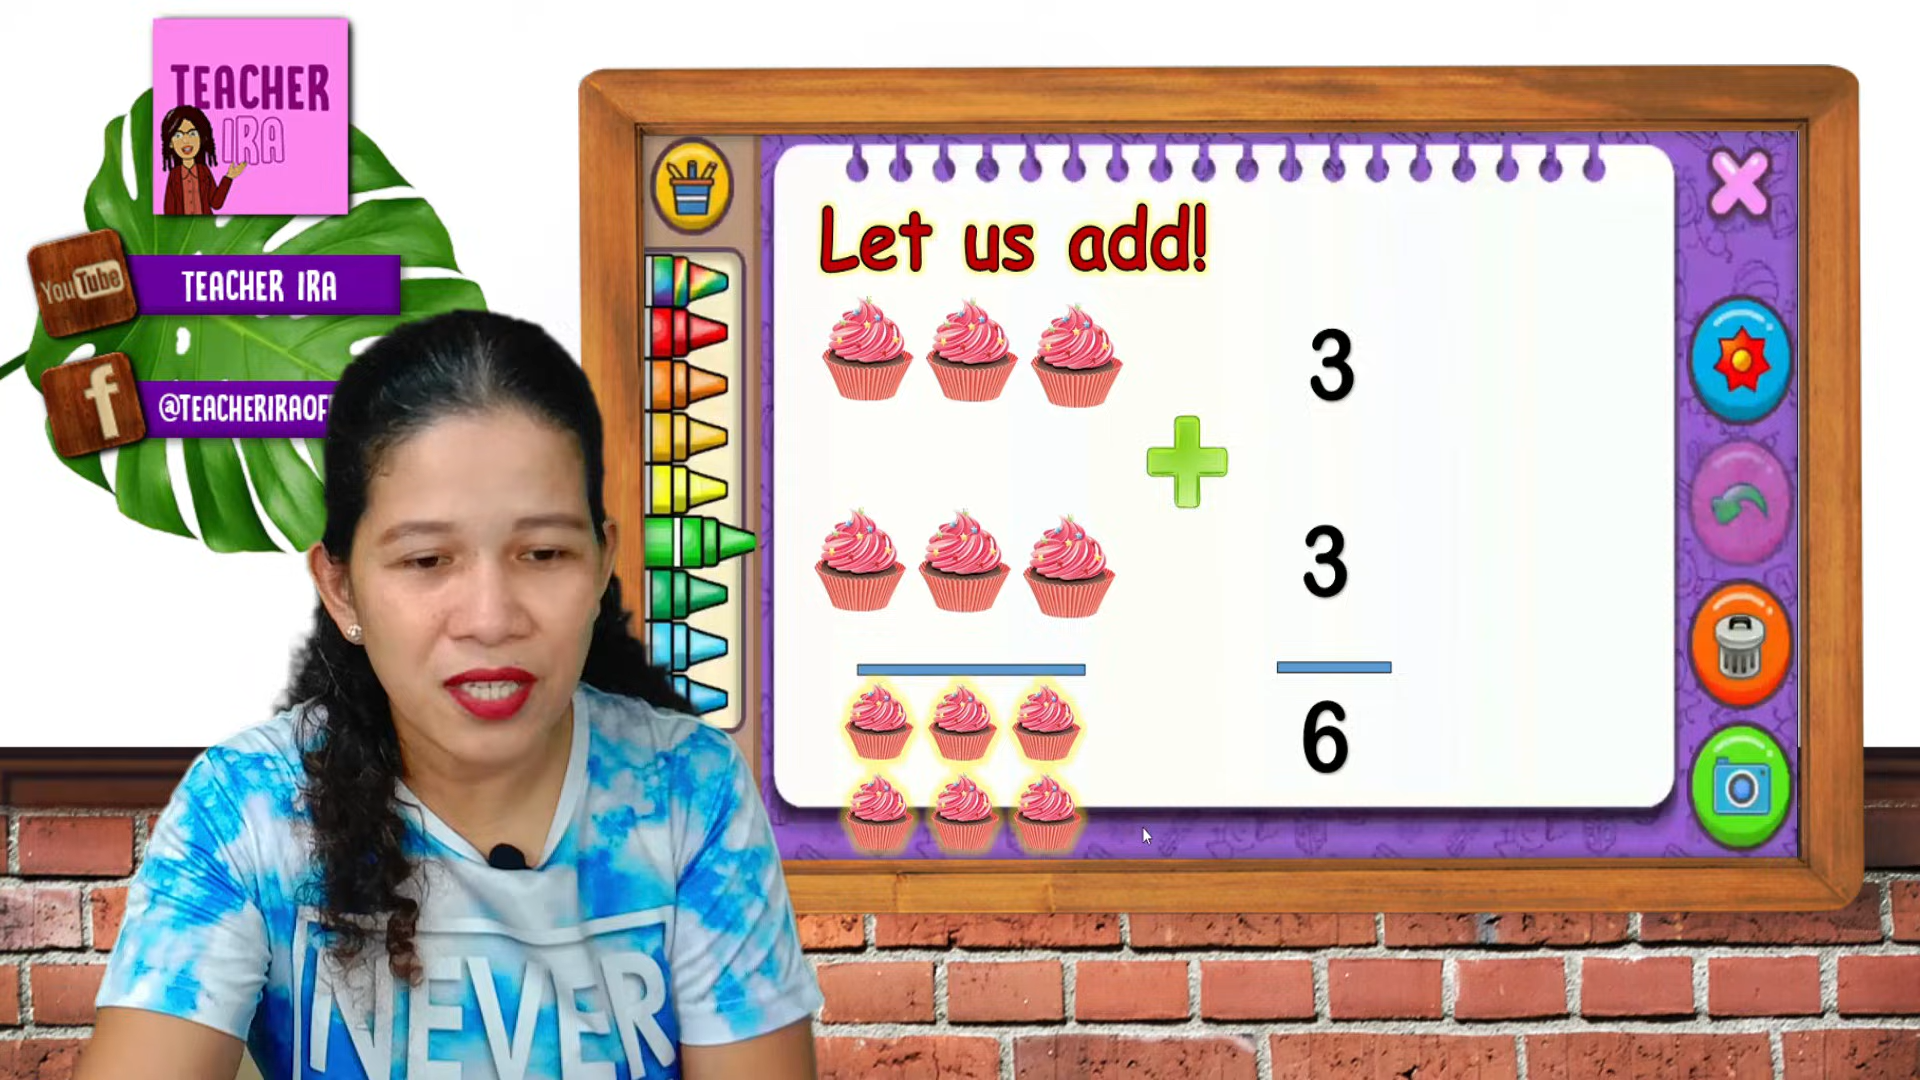 TEACHER
IRA
YouTube
TEACHER IRA
f
@TEACHERIRAOF
Let us add!
3
3
6
NEVER